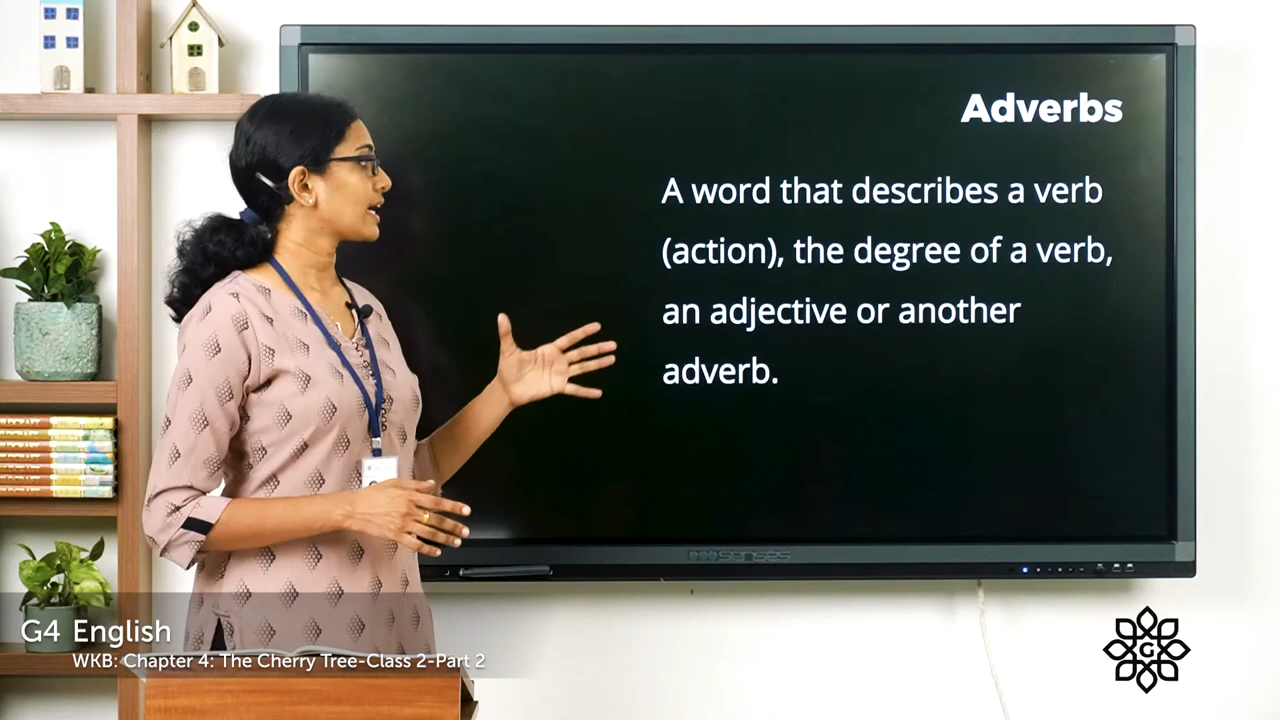 Adverbs
A word that describes a verb
(action), the degree of a verb,
an adjective or another
adverb.
senses
G4 English
WKB: Chapter 4: The Cherry Tree-Class 2-Part 2
G